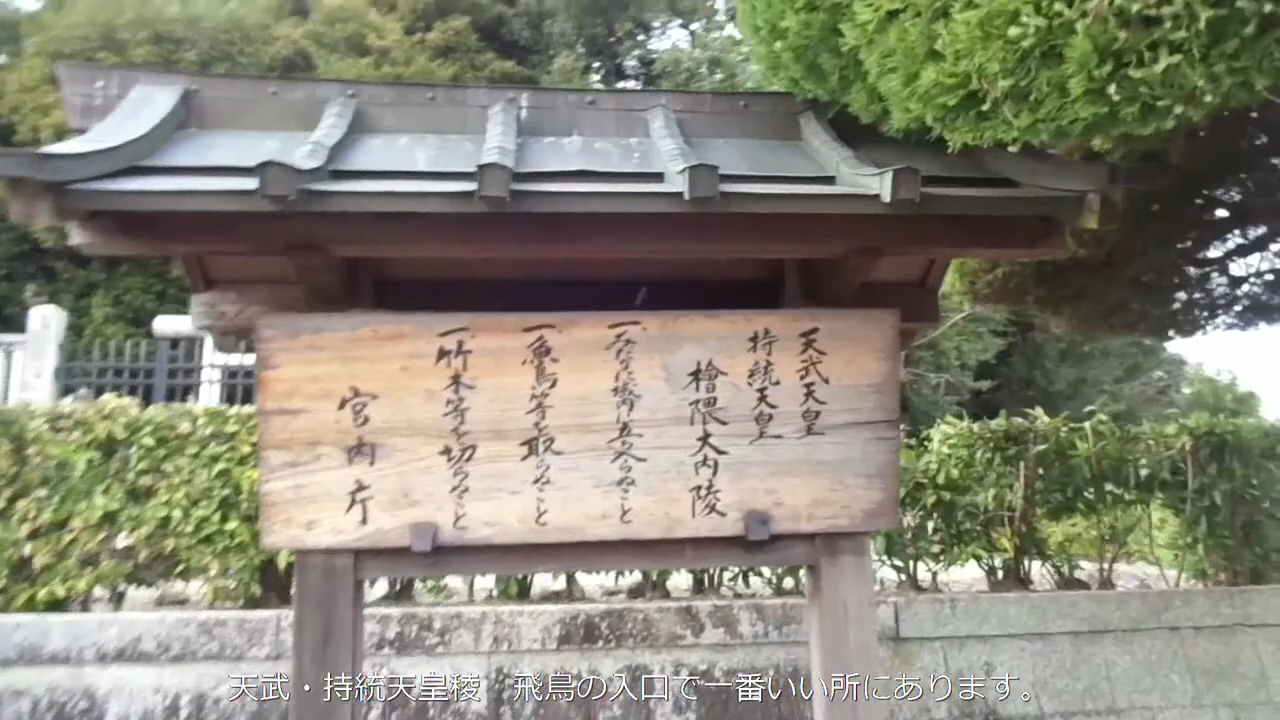 天武天皇
持統天皇
檜隈大内陵
一、みだりに域内に立入らぬこと
一、魚鳥等を取らぬこと
一、竹木等を切らぬこと
宮内庁
天武・持統天皇稜　飛鳥の入口で一番いい所にあります。